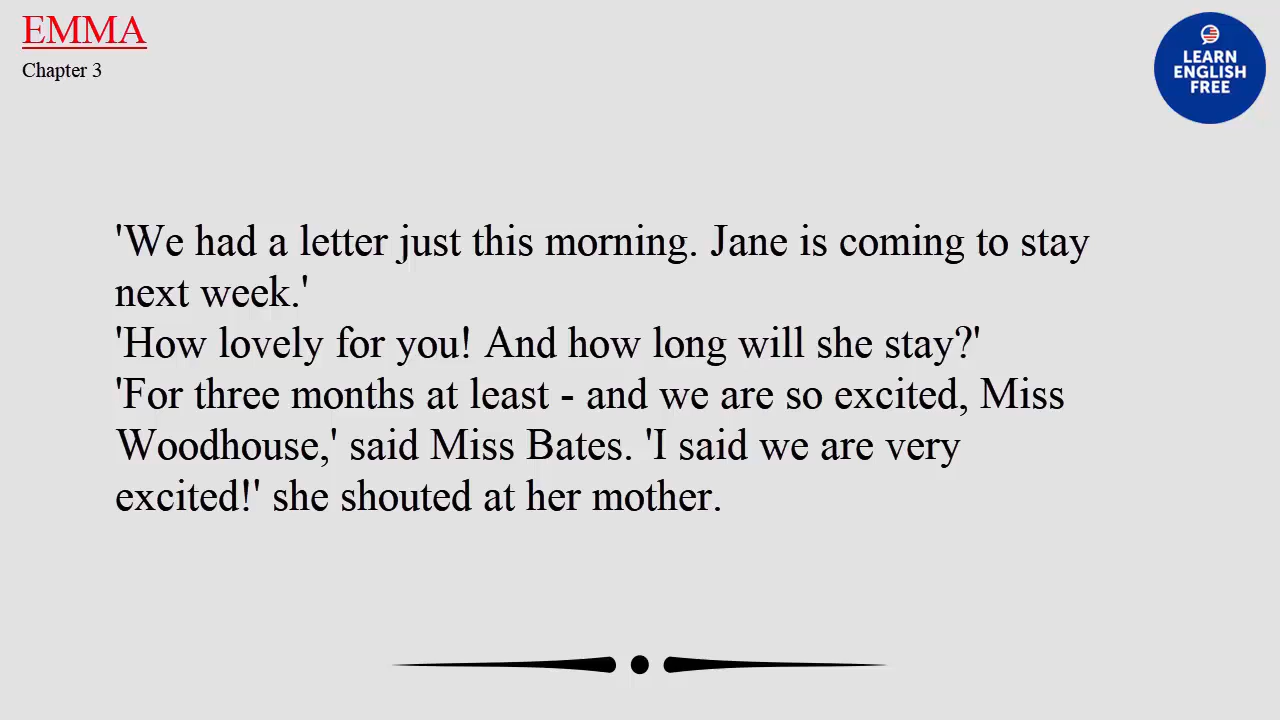 EMMA
Chapter 3
LEARN
ENGLISH
FREE
'We had a letter just this morning. Jane is coming to stay
next week.'
'How lovely for you! And how long will she stay?'
'For three months at least - and we are so excited, Miss
Woodhouse,' said Miss Bates. 'I said we are very
excited!' she shouted at her mother.